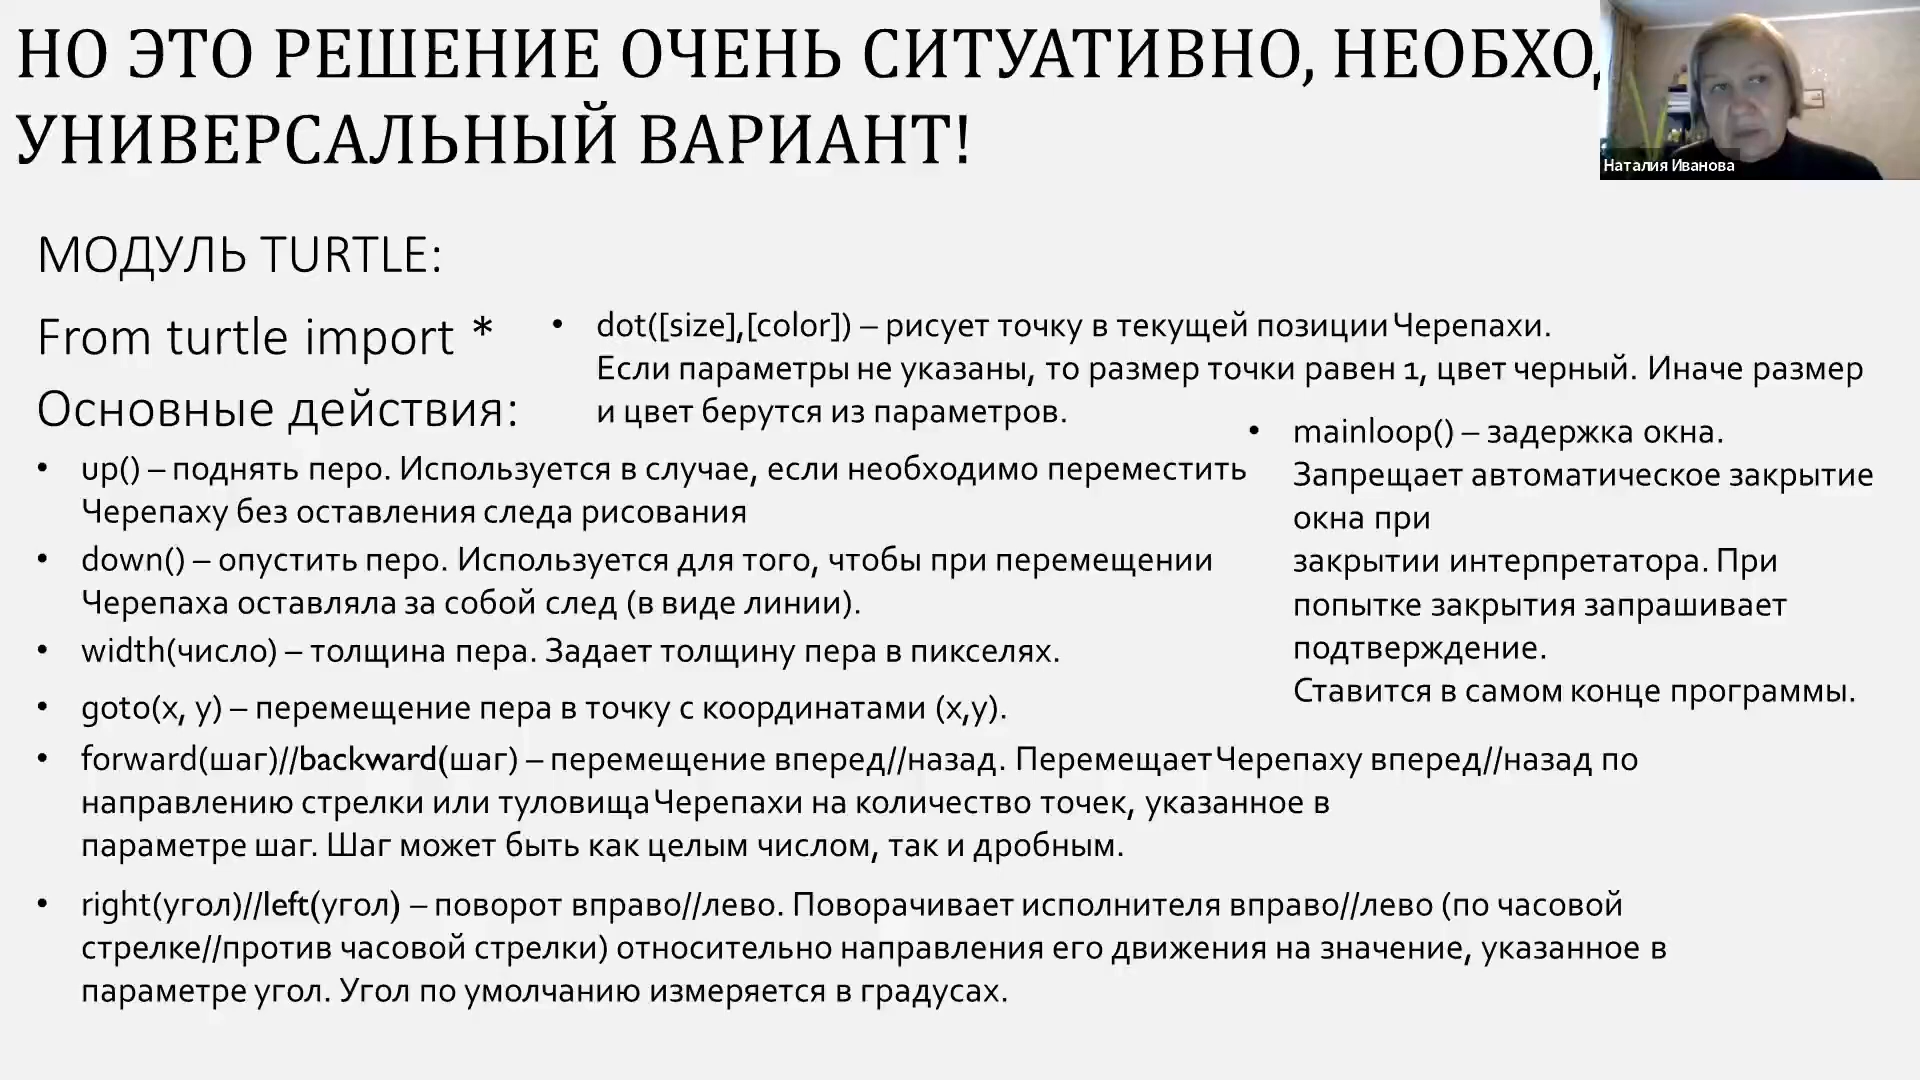 НО ЭТО РЕШЕНИЕ ОЧЕНЬ СИТУАТИВНО,
УНИВЕРСАЛЬНЫЙ ВАРИАНТ!
Наталия Иванова
МОДУЛЬ TURTLE:
From turtle import *
Основные действия:
• dot([size],[color]) – рисует точку в текущей позиции Черепахи.
Если параметры не указаны, то размер точки равен 1, цвет черный. Иначе размер
и цвет берутся из параметров.
• mainloop() – задержка окна.
Запрещает автоматическое закрытие
окна при
закрытии интерпретатора. При
попытке закрытия запрашивает
подтверждение.
Ставится в самом конце программы.
• up() – поднять перо. Используется в случае, если необходимо переместить
Черепаху без оставления следа рисования
• down() – опустить перо. Используется для того, чтобы при перемещении
Черепаха оставляла за собой след (в виде линии).
• width(число) – толщина пера. Задает толщину пера в пикселях.
• goto(x, y) – перемещение пера в точку с координатами (x,y).
• forward(шаг)//backward(шаг) – перемещение вперед//назад. Перемещает Черепаху вперед//назад по
направлению стрелки или туловища Черепахи на количество точек, указанное в
параметре шаг. Шаг может быть как целым числом, так и дробным.
• right(угол)//left(угол) – поворот вправо//лево. Поворачивает исполнителя вправо//лево (по часовой
стрелке//против часовой стрелки) относительно направления его движения на значение, указанное в
параметре угол. Угол по умолчанию измеряется в градусах.